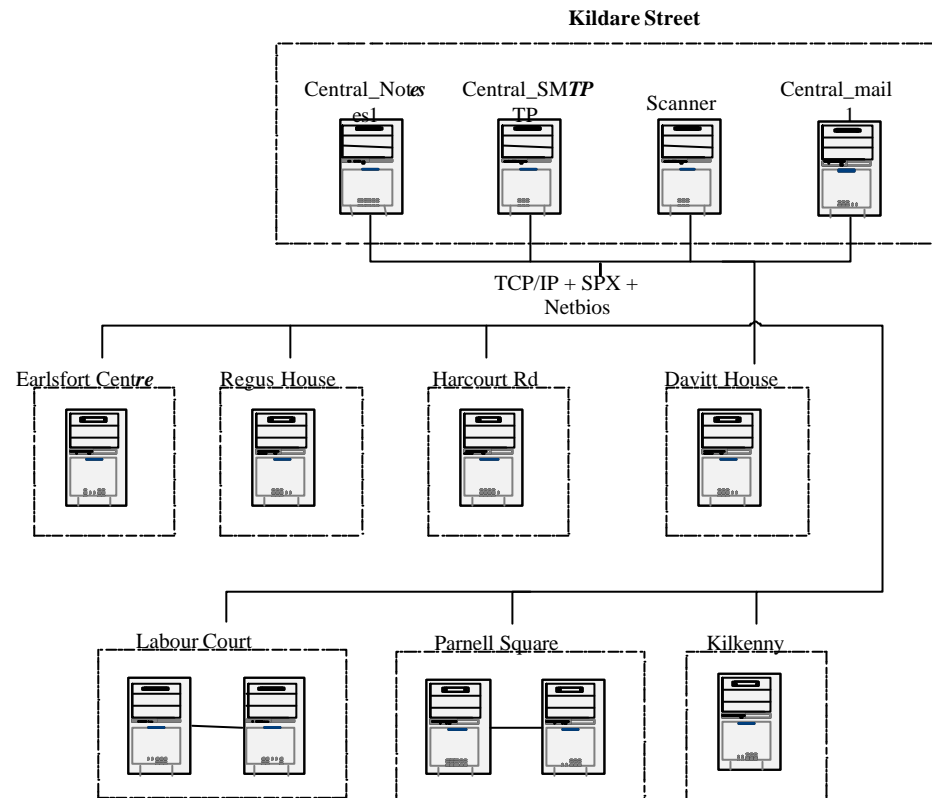 Kildare Street
Central_Notes
es1
Central_SMTP
TP
Scanner
Central_mail
1
TCP/IP + SPX +
Netbios
Earlsfort Centre
Regus House
Harcourt Rd
Davitt House
Labour Court
Parnell Square
Kilkenny